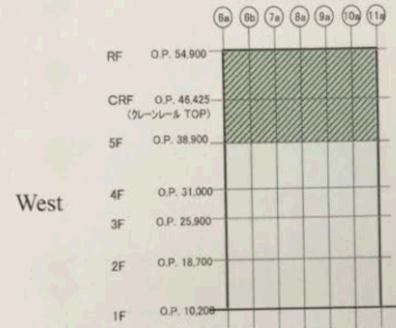 6a 6b 7a 8a 9a 10a 11a
RF O.P. 54,900
CRF O.P. 46,425
(クレーンレール TOP)
5F O.P. 38,900
West
4F O.P. 31,000
3F O.P. 25,900
2F O.P. 18,700
1F O.P. 10,200